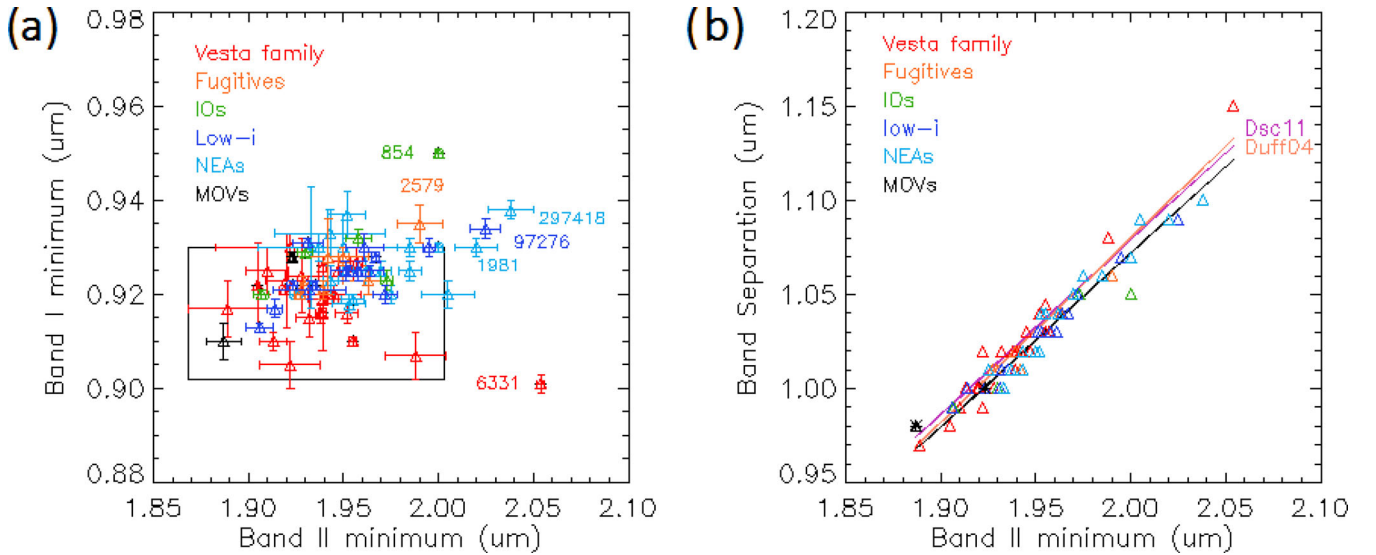 (a)
0.98
0.96
0.94
0.92
0.90
0.88
Band I minimum (um)
Vesta family
Fugitives
IOs
Low-i
NEAs
MOVs
854
2579
297418
97276
1981
6331
1.85 1.90 1.95 2.00 2.05 2.10
Band II minimum (um)
(b)
1.20
1.15
1.10
1.05
1.00
0.95
Band Separation (um)
Vesta family
Fugitives
IOs
low-i
NEAs
MOVs
Dsc11
Duff04
1.85 1.90 1.95 2.00 2.05 2.10
Band II minimum (um)